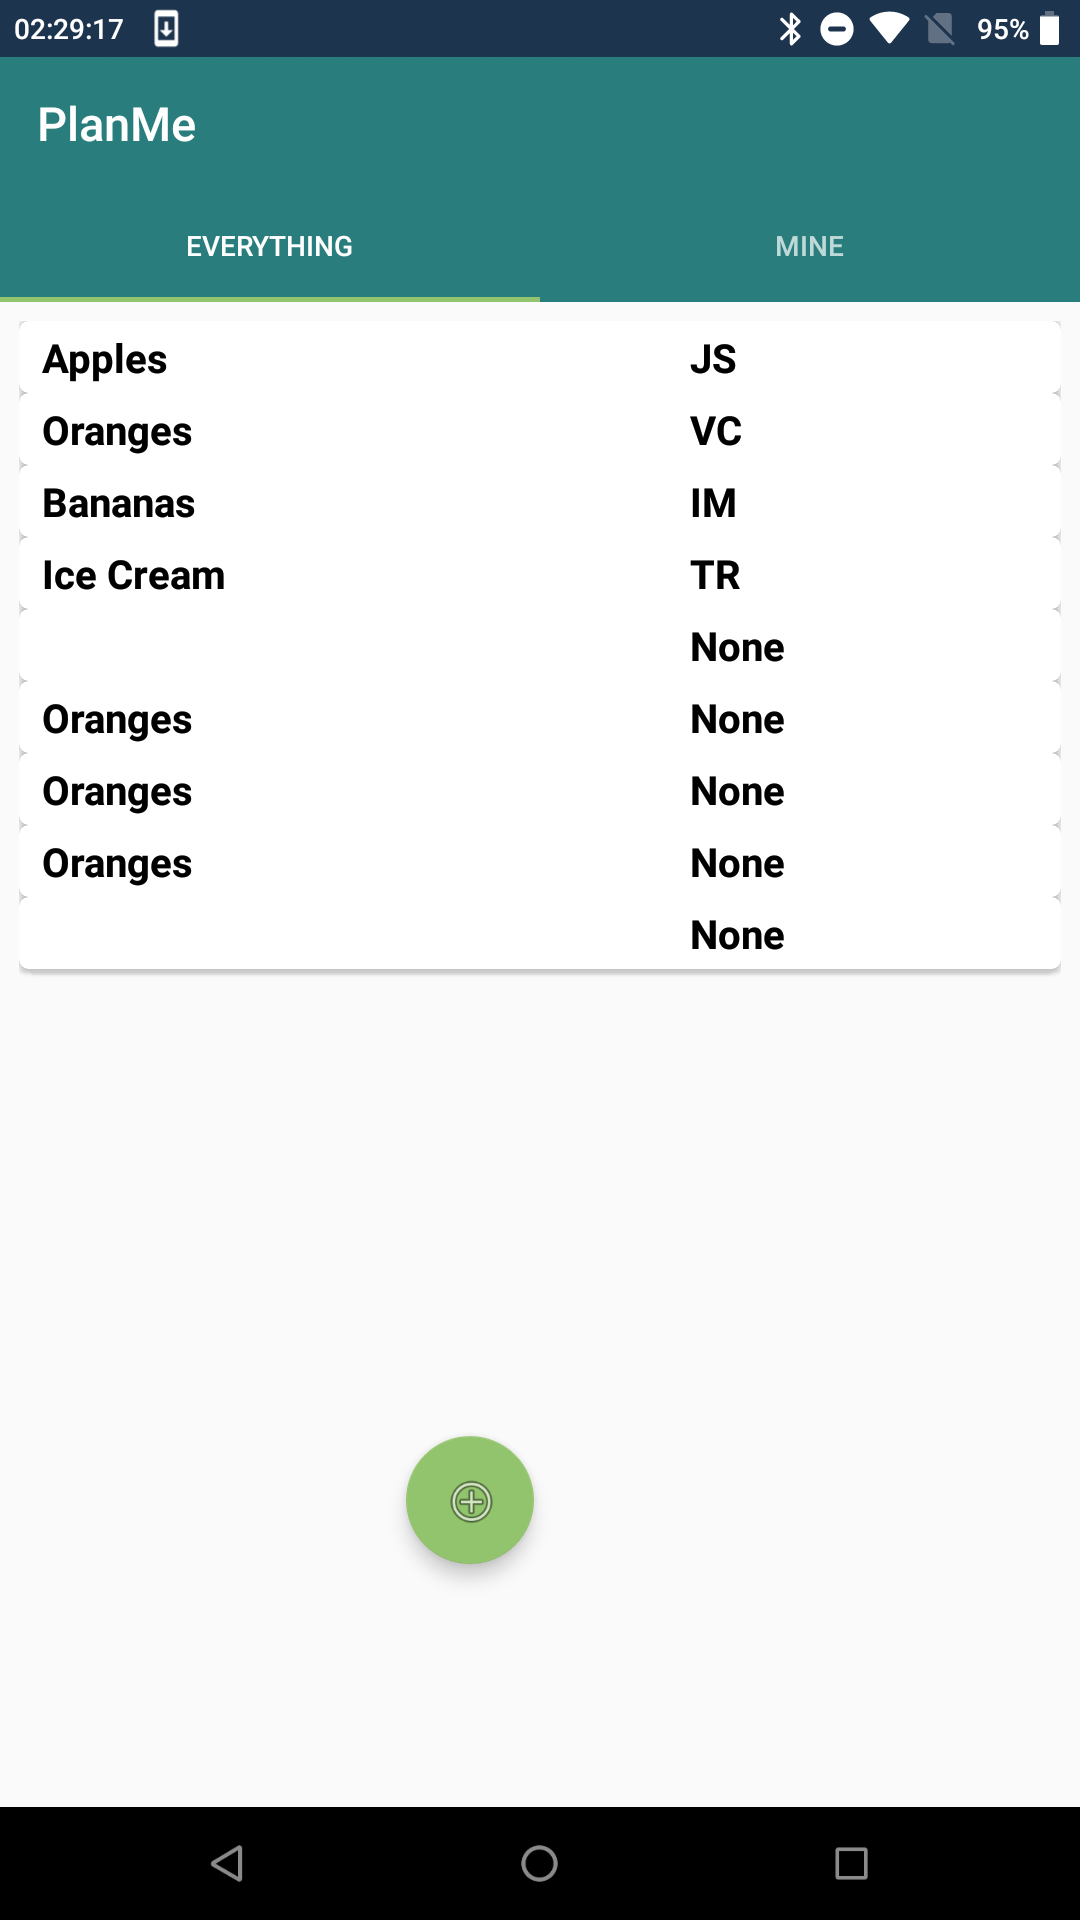 02:29:17 95%
PlanMe
EVERYTHING MINE
Apples JS
Oranges VC
Bananas IM
Ice Cream TR
None
Oranges None
Oranges None
Oranges None
None